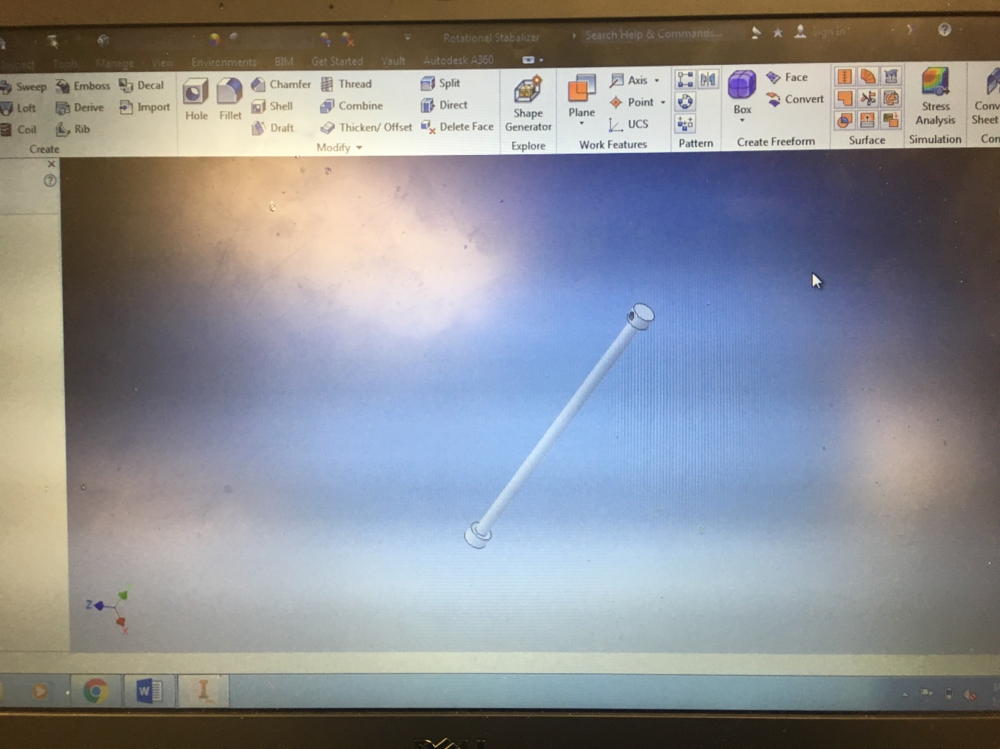 Rotational Stabalizer
Search Help & Commands...
Sign In
Inspect Tools Manage View Environments BIM Get Started Vault Autodesk A360
Sweep Emboss Decal
Loft Derive Import
Coil Rib
Create
Hole Fillet
Chamfer Thread Split
Shell Combine Direct
Draft Thicken/ Offset Delete Face
Modify
Shape
Generator
Explore
Plane
Axis
Point
UCS
Work Features
Pattern
Box
Face
Convert
Create Freeform
Surface
Stress
Analysis
Simulation
Conv
Sheet
Con
Z
X
W
I